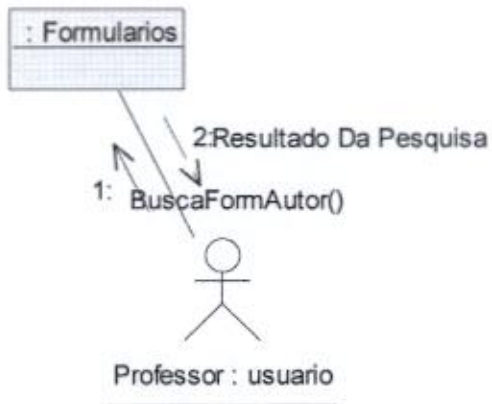 : Formularios
2:Resultado Da Pesquisa
1: BuscaFormAutor()
Professor : usuario